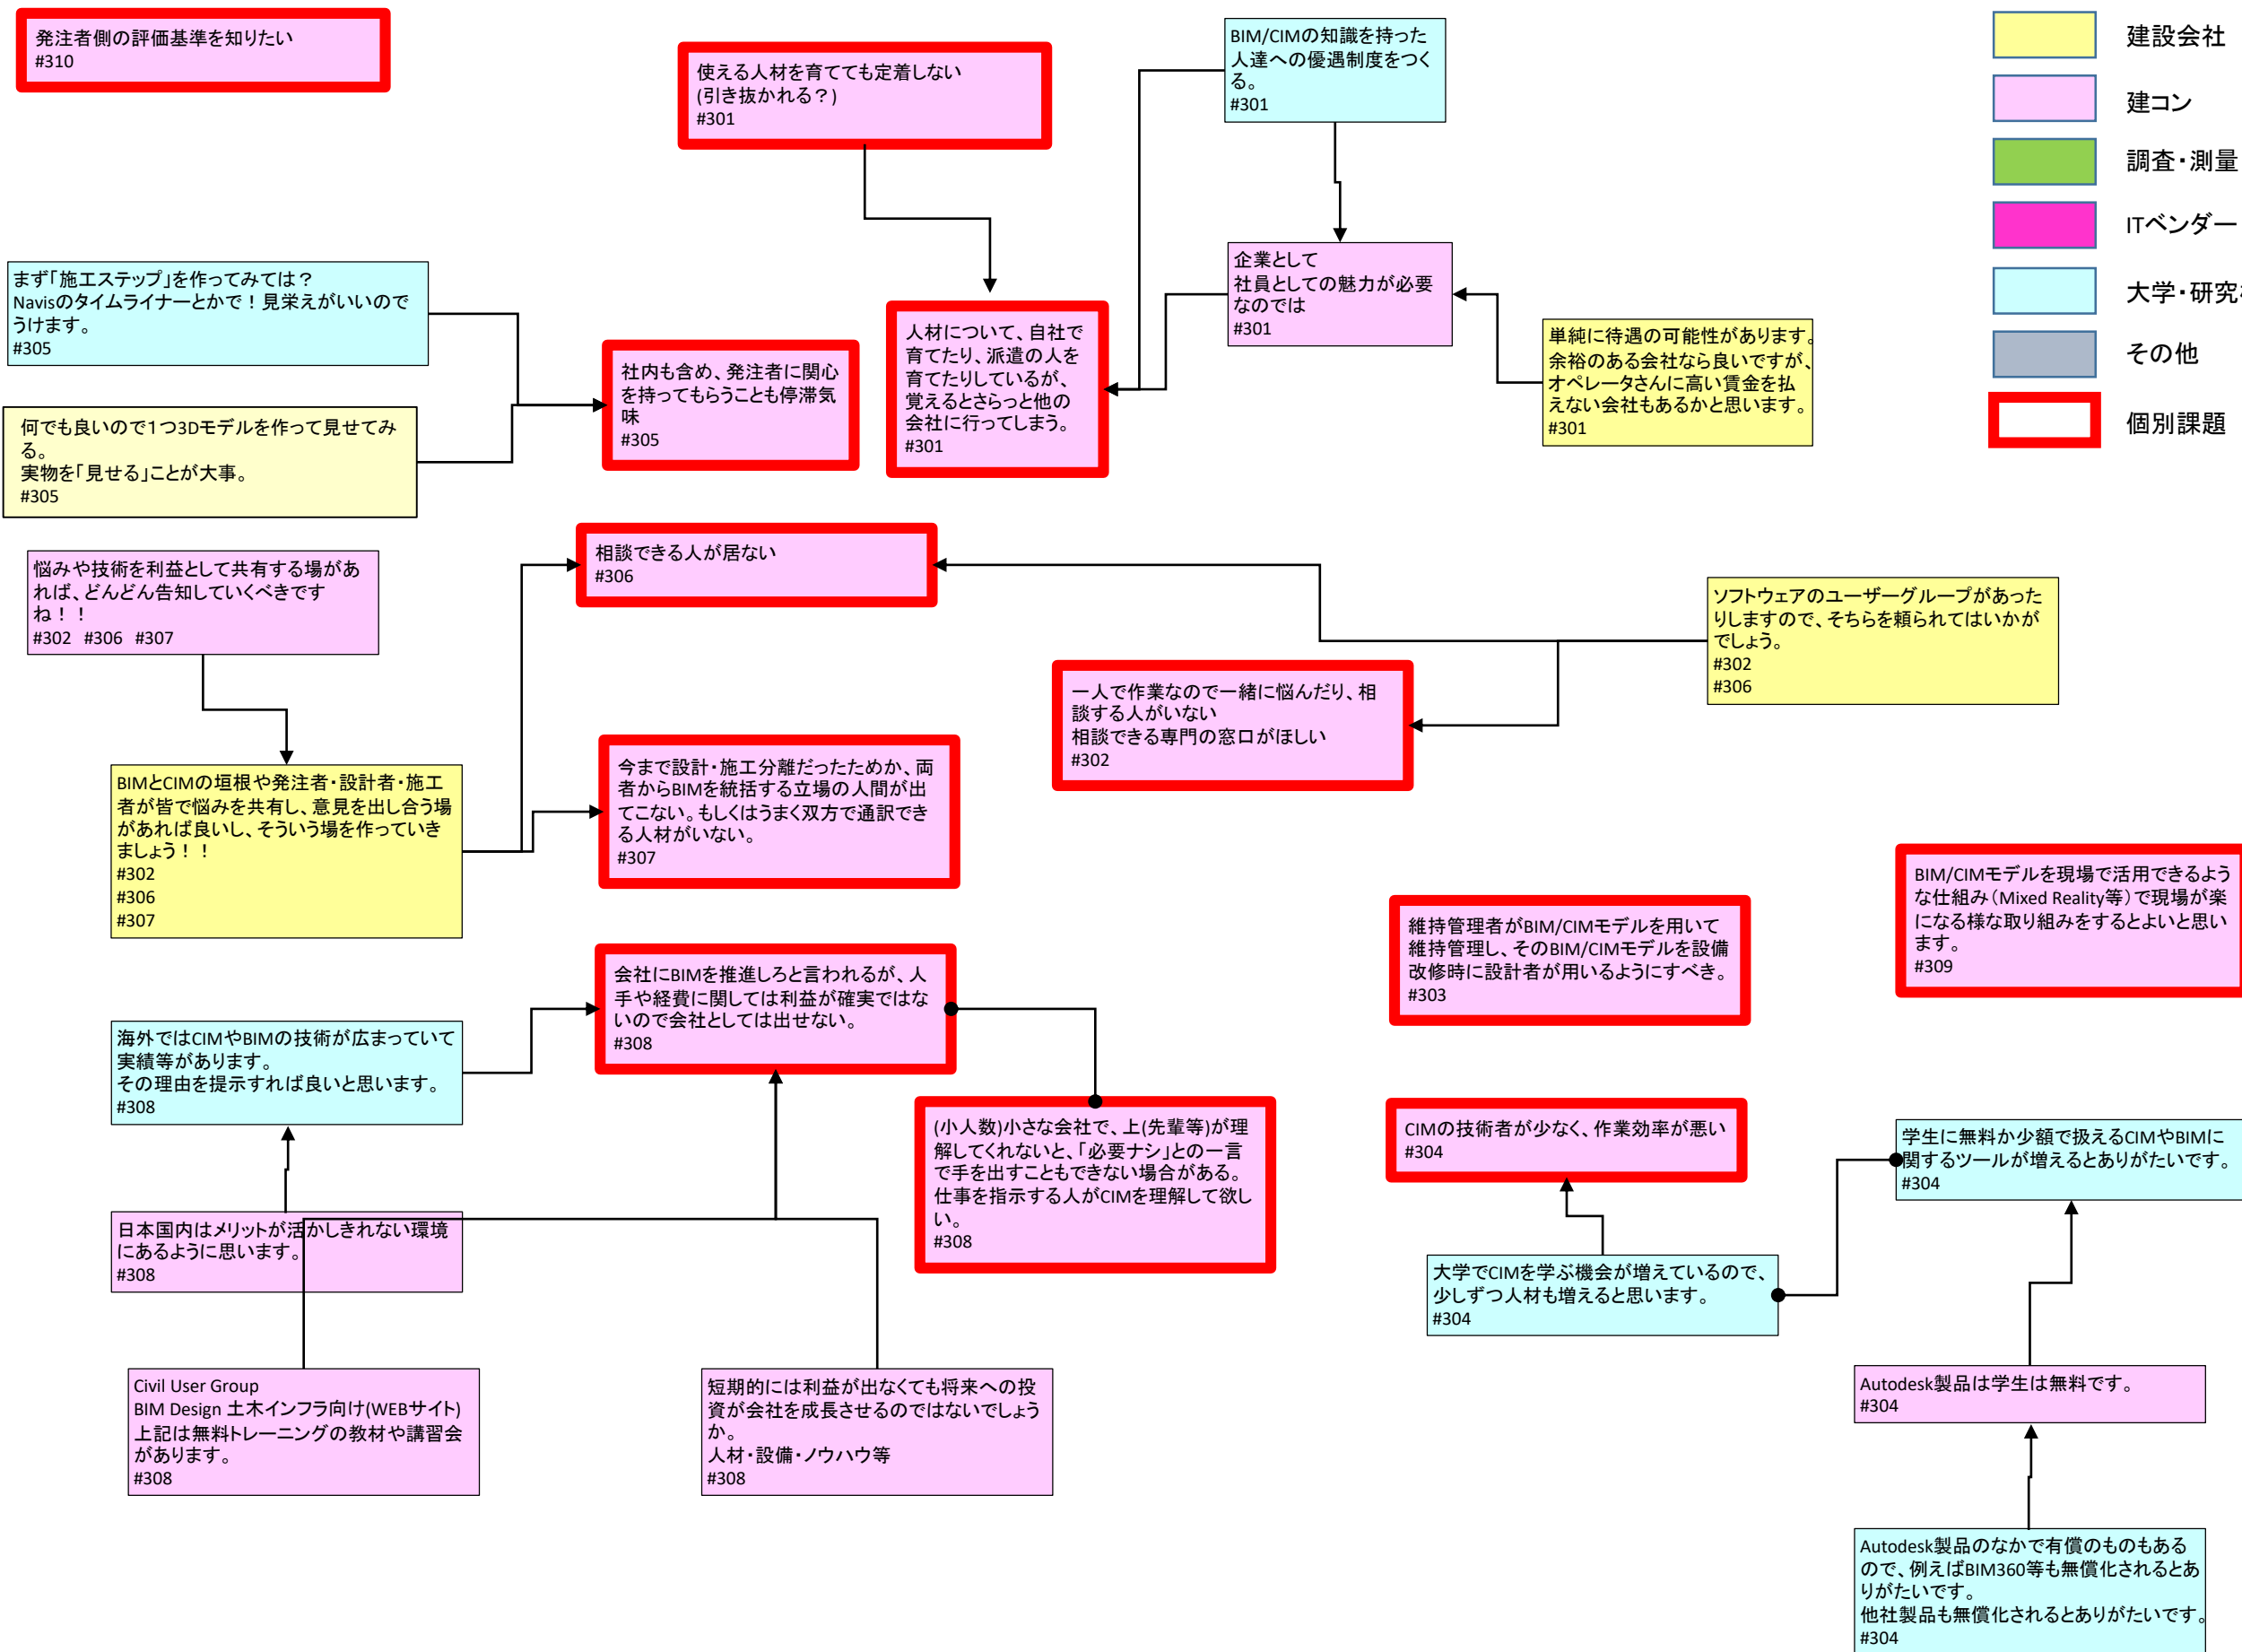 発注者側の評価基準を知りたい
#310
使える人材を育てても定着しない
(引き抜かれる？)
#301
BIM/CIMの知識を持った
人達への優遇制度をつく
る。
#301
建設会社
建コン
調査・測量
ITベンダー
大学・研究
その他
個別課題
まず「施工ステップ」を作ってみては？
Navisのタイムライナーとかで！見栄えがいいので
うけます。
#305
何でも良いので１つ3Dモデルを作って見せてみ
る。
実物を「見せる」ことが大事。
#305
社内も含め、発注者に関心
を持ってもらうことも停滞気
味
#305
人材について、自社で
育てたり、派遣の人を
育てたりしているが、
覚えるとさらっと他の
会社に行ってしまう。
#301
企業として
社員としての魅力が必要
なのでは
#301
単純に待遇の可能性があります。
余裕のある会社なら良いですが、
オペレータさんに高い賃金を払
えない会社もあるかと思います。
#301
悩みや技術を利益として共有する場があ
れば、どんどん告知していくべきです
ね！！
#302 #306 #307
相談できる人が居ない
#306
ソフトウェアのユーザーグループがあった
りしますので、そちらを頼られてはいかが
でしょう。
#302
#306
一人で作業なので一緒に悩んだり、相
談する人がいない
相談できる専門の窓口がほしい
#302
BIMとCIMの垣根や発注者・設計者・施工
者が皆で悩みを共有し、意見を出し合う場
があれば良いし、そういう場を作っていき
ましょう！！
#302
#306
#307
今まで設計・施工分離だったためか、両
者からBIMを統括する立場の人間が出
てこない。もしくはうまく双方で通訳でき
る人材がいない。
#307
維持管理者がBIM/CIMモデルを用いて
維持管理し、そのBIM/CIMモデルを設備
改修時に設計者が用いるようにすべき。
#303
BIM/CIMモデルを現場で活用できるよう
な仕組み（Mixed Reality等）で現場が楽
になる様な取り組みをするとよいと思い
ます。
#309
会社にBIMを推進しろと言われるが、人
手や経費に関しては利益が確実ではな
いので会社としては出せない。
#308
海外ではCIMやBIMの技術が広まっていて
実績等があります。
その理由を提示すれば良いと思います。
#308
(小人数)小さな会社で、上(先輩等)が理
解してくれないと、「必要ナシ」との一言
で手を出すこともできない場合がある。
仕事を指示する人がCIMを理解して欲し
い。
#308
CIMの技術者が少なく、作業効率が悪い
#304
学生に無料か少額で扱えるCIMやBIMに
関するツールが増えるとありがたいです。
#304
日本国内はメリットが活かしきれない環境
にあるように思います。
#308
大学でCIMを学ぶ機会が増えているので、
少しずつ人材も増えると思います。
#304
Civil User Group
BIM Design 土木インフラ向け(WEBサイト)
上記は無料トレーニングの教材や講習会
があります。
#308
短期的には利益が出なくても将来への投
資が会社を成長させるのではないでしょう
か。
人材・設備・ノウハウ等
#308
Autodesk製品は学生は無料です。
#304
Autodesk製品のなかで有償のものもある
ので、例えばBIM360等も無償化されるとあ
りがたいです。
他社製品も無償化されるとありがたいです。
#304